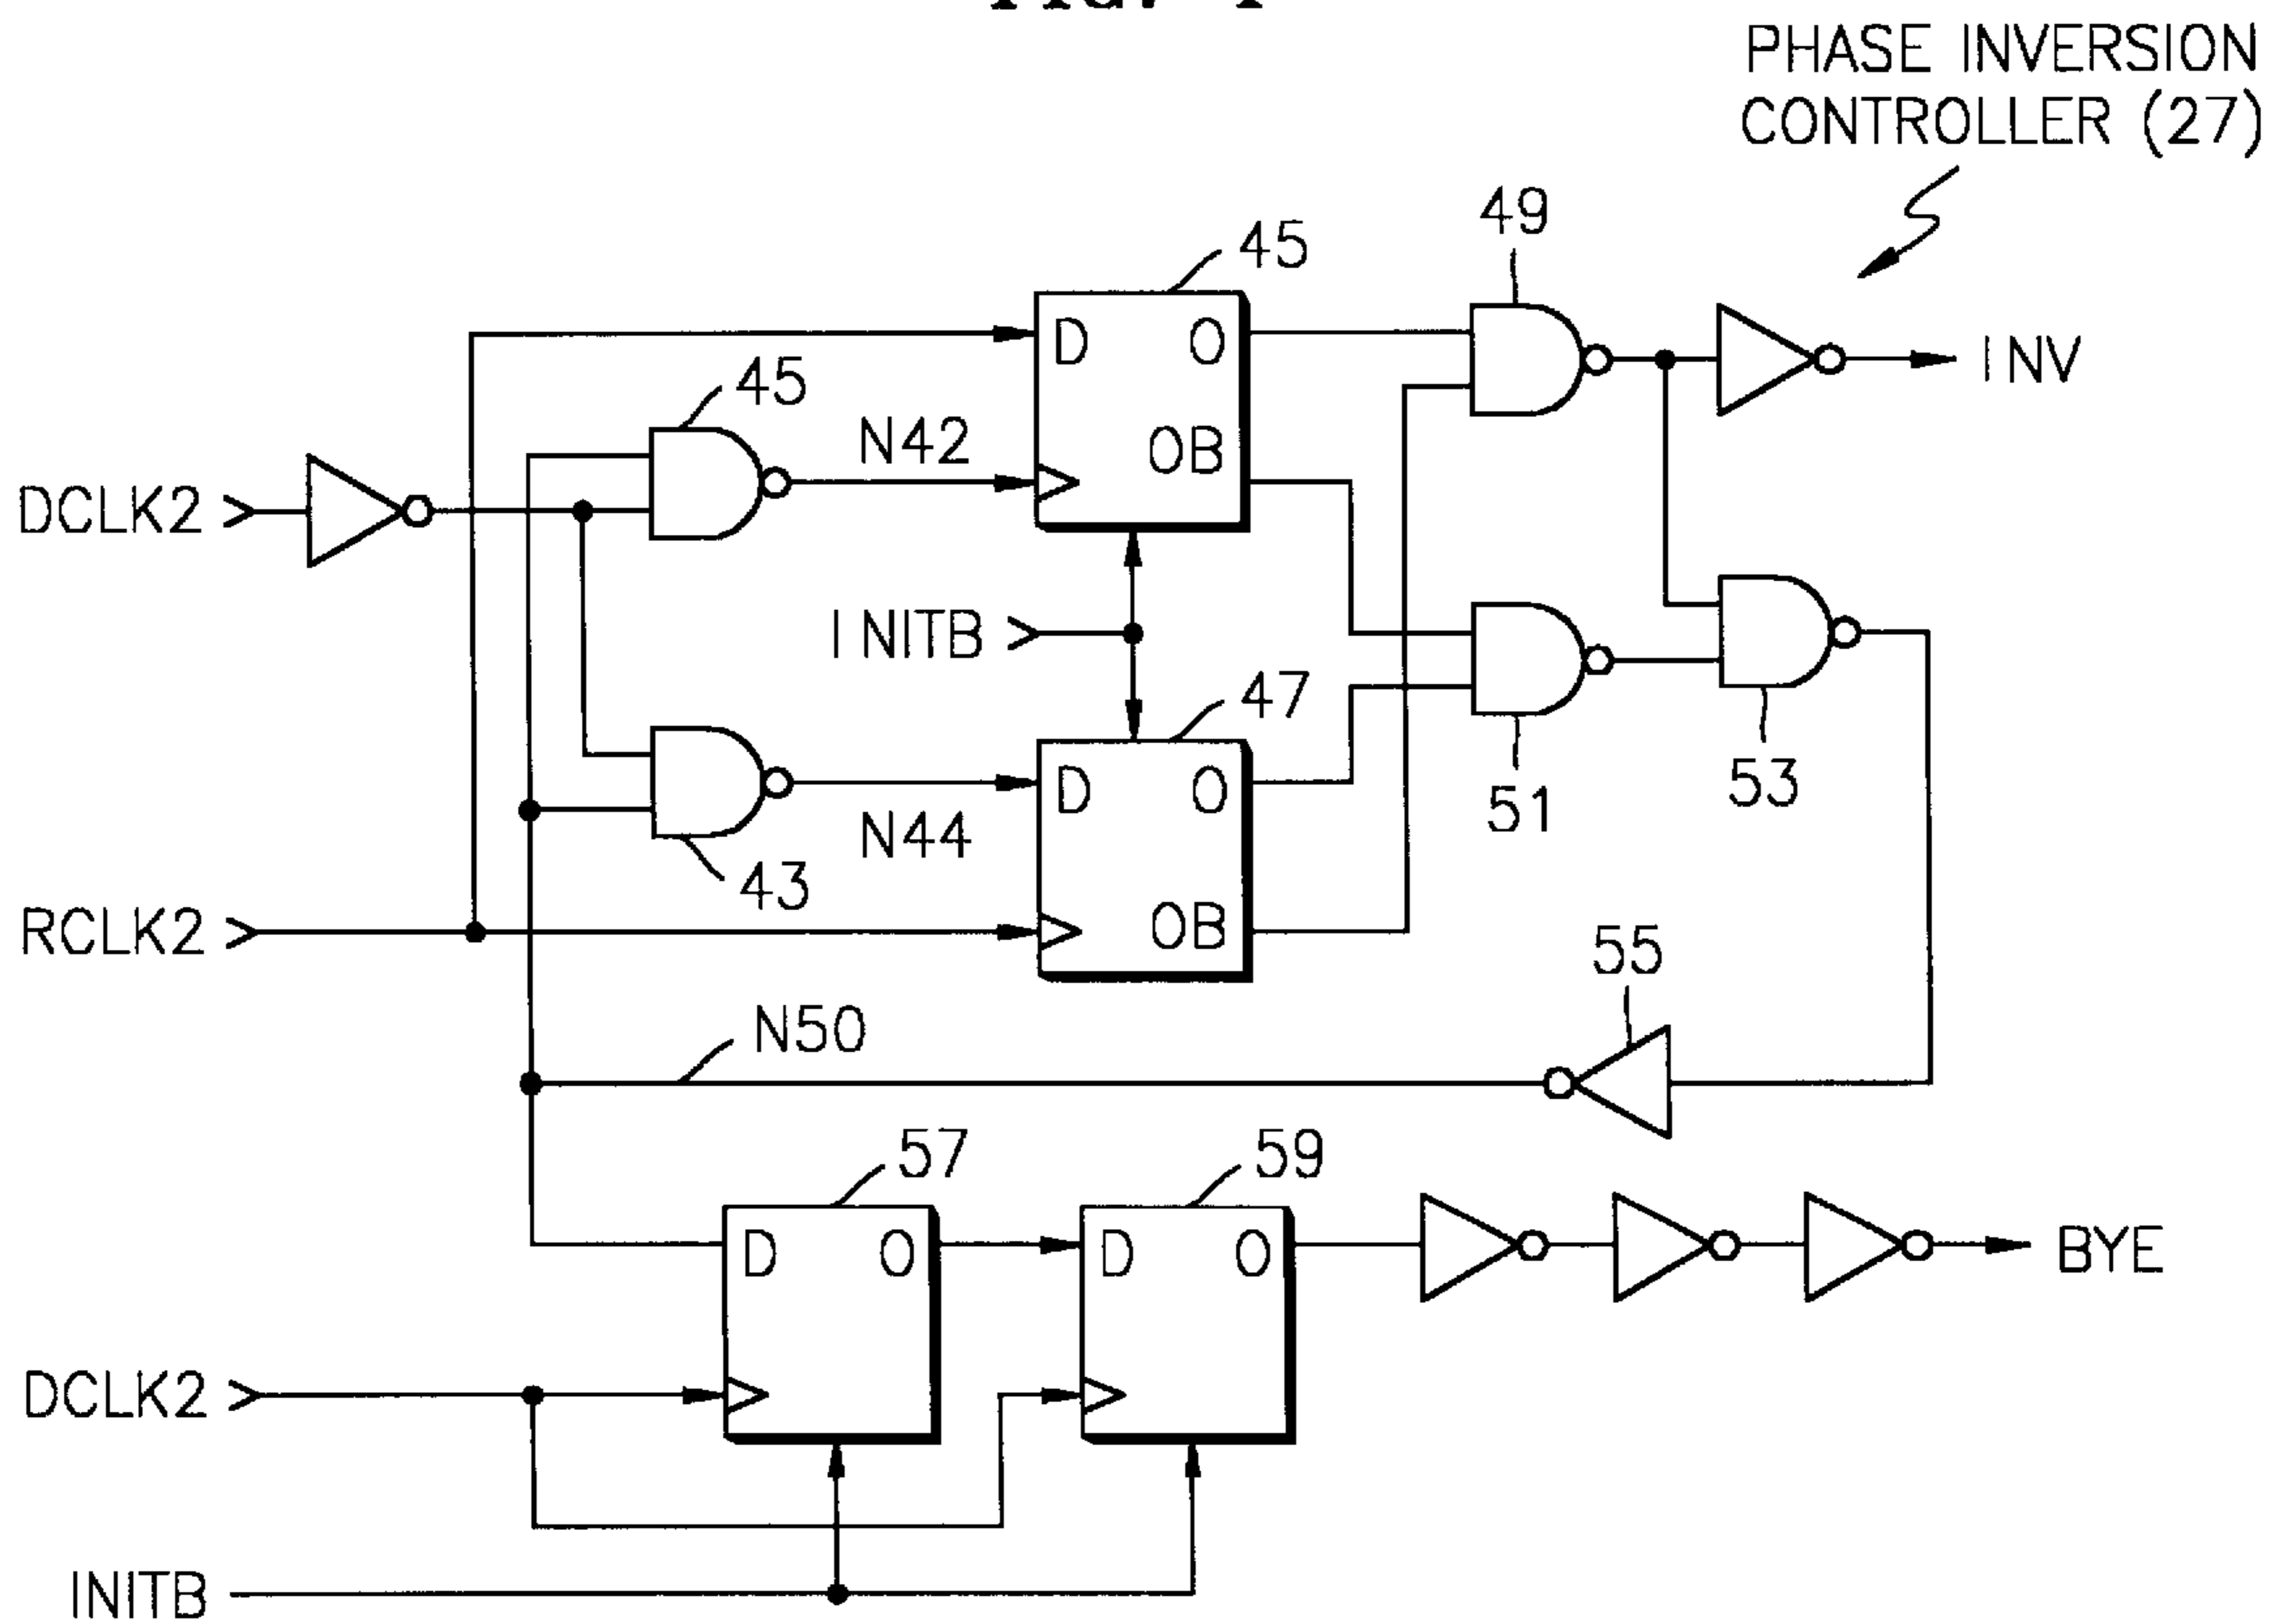 PHASE INVERSION
CONTROLLER (27)
49
45
D O
INV
45
N42
OB
DCLK2
INITB
47
D O
53
51
N44
43
RCLK2
OB
55
N50
57
59
D O
D O
BYE
DCLK2
INITB